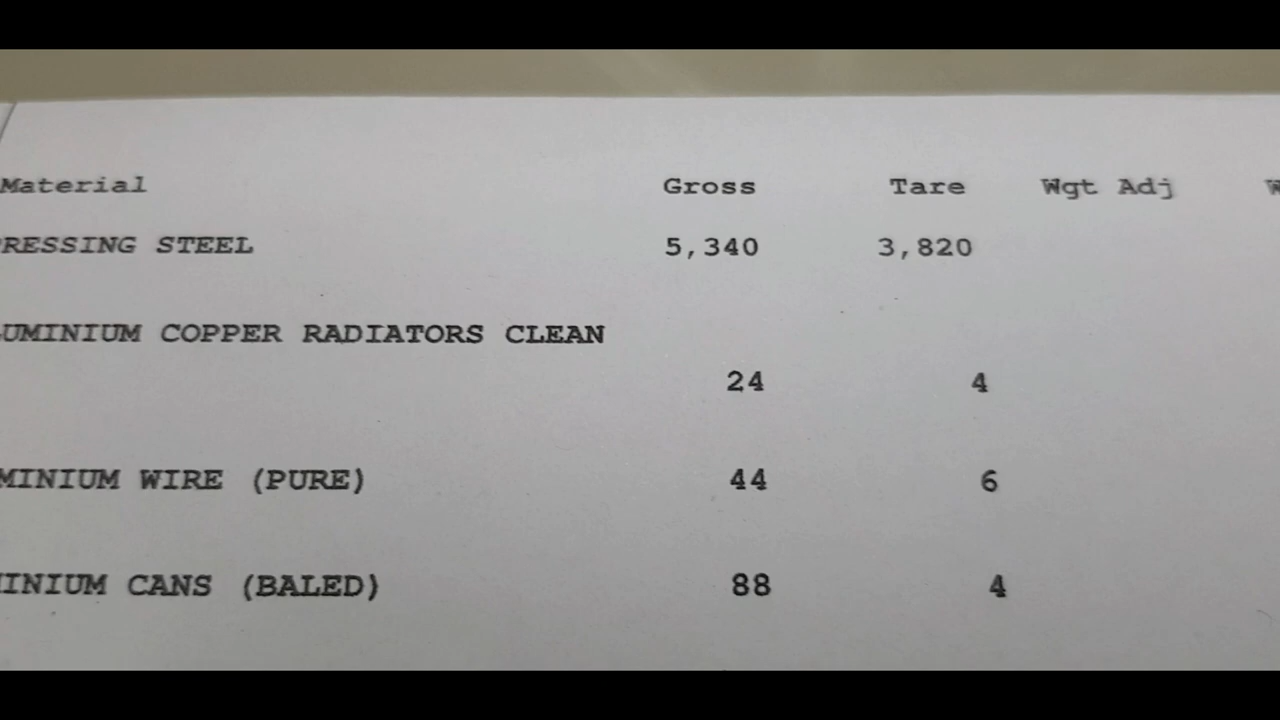 Material Gross Tare Wgt Adj
RESSING STEEL 5,340 3,820
UMINIUM COPPER RADIATORS CLEAN
24 4
MINIUM WIRE (PURE) 44 6
INIUM CANS (BALED) 88 4